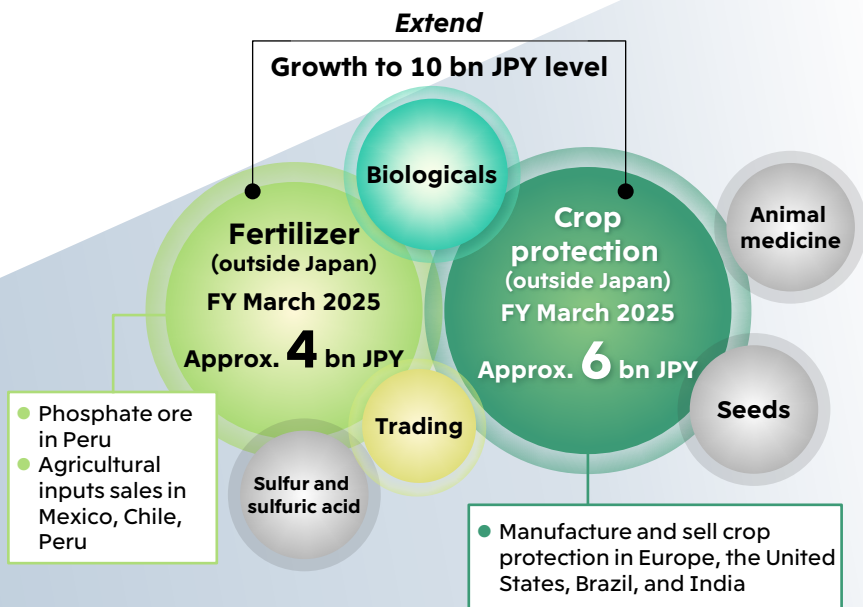 Extend
Growth to 10 bn JPY level
Biologicals
Fertilizer
(outside Japan)
FY March 2025
Approx. 4 bn JPY
Crop
protection
(outside Japan)
FY March 2025
Approx. 6 bn JPY
Animal
medicine
Seeds
Trading
Sulfur and
sulfuric acid
Phosphate ore
in Peru
Agricultural
inputs sales in
Mexico, Chile,
Peru
Manufacture and sell crop
protection in Europe, the United
States, Brazil, and India